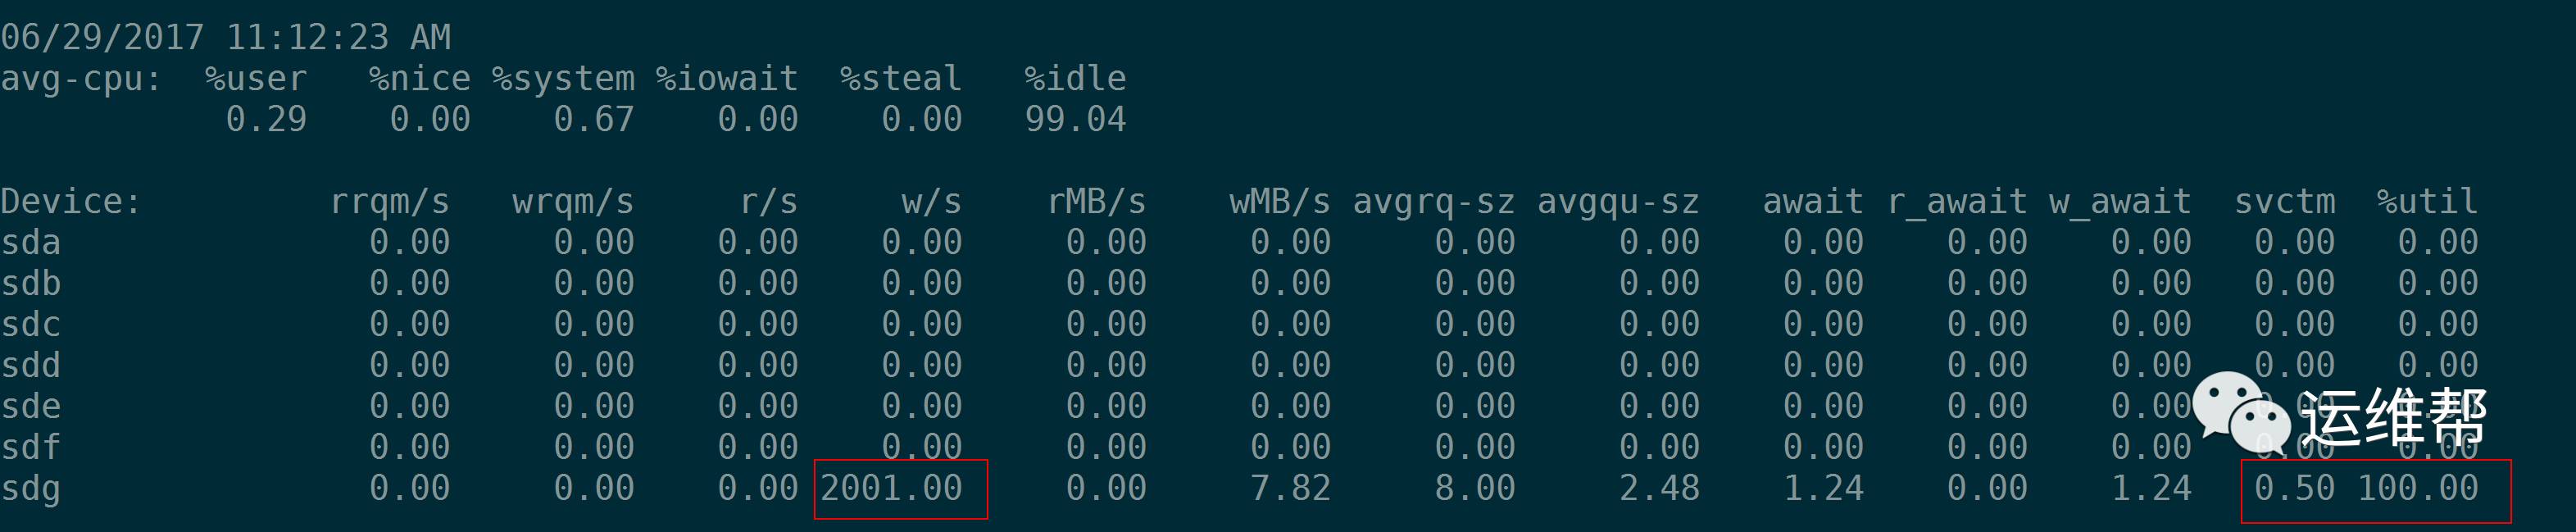 06/29/2017 11:12:23 AM
avg-cpu: %user %nice %system %iowait %steal %idle
0.29 0.00 0.67 0.00 0.00 99.04
Device: rrqm/s wrqm/s r/s w/s rMB/s wMB/s avgrq-sz avgqu-sz await r_await w_await svctm %util
sda 0.00 0.00 0.00 0.00 0.00 0.00 0.00 0.00 0.00 0.00 0.00 0.00 0.00
sdb 0.00 0.00 0.00 0.00 0.00 0.00 0.00 0.00 0.00 0.00 0.00 0.00 0.00
sdc 0.00 0.00 0.00 0.00 0.00 0.00 0.00 0.00 0.00 0.00 0.00 0.00 0.00
sdd 0.00 0.00 0.00 0.00 0.00 0.00 0.00 0.00 0.00 0.00 0.00 0.00 0.00
sde 0.00 0.00 0.00 0.00 0.00 0.00 0.00 0.00 0.00 0.00 0.00 0.00
sdf 0.00 0.00 0.00 0.00 0.00 0.00 0.00 0.00 0.00 0.00 0.00 0.00 0.00
sdg 0.00 0.00 0.00 2001.00 0.00 7.82 8.00 2.48 1.24 0.00 1.24 0.50 100.00
运维帮